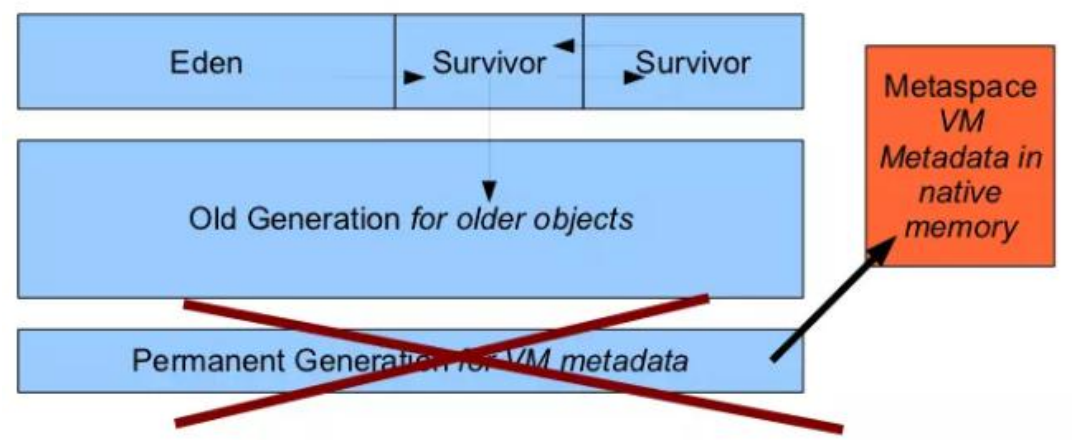 Eden
Survivor
Survivor
Metaspace
VM
Metadata in
native
memory
Old Generation for older objects
Permanent Generation for VM metadata